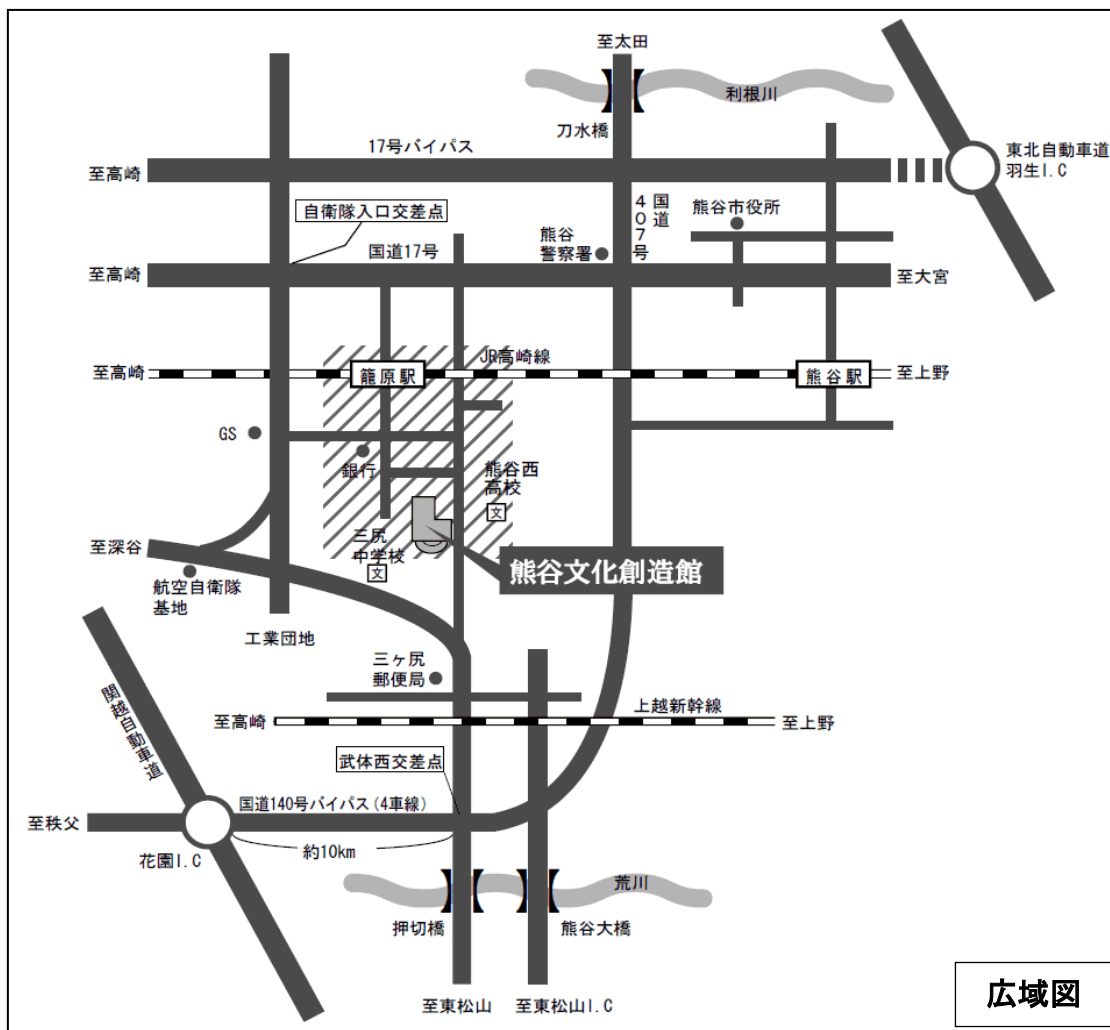 至太田
利根川
刀水橋
17号バイパス
至高崎
東北自動車道
羽生I.C
国道
407号
熊谷市役所
自衛隊入口交差点
熊谷
警察署
国道17号
至高崎
至大宮
JR高崎線
至高崎
籠原駅
熊谷駅
至上野
GS
銀行
熊谷西
高校
文
三尻
中学校
文
至深谷
熊谷文化創造館
航空自衛隊
基地
工業団地
三ヶ尻
郵便局
関越自動車道
上越新幹線
至高崎
至上野
武体西交差点
国道140号バイパス(4車線)
至秩父
約10km
花園I.C
荒川
押切橋
熊谷大橋
至東松山
至東松山I.C
広域図